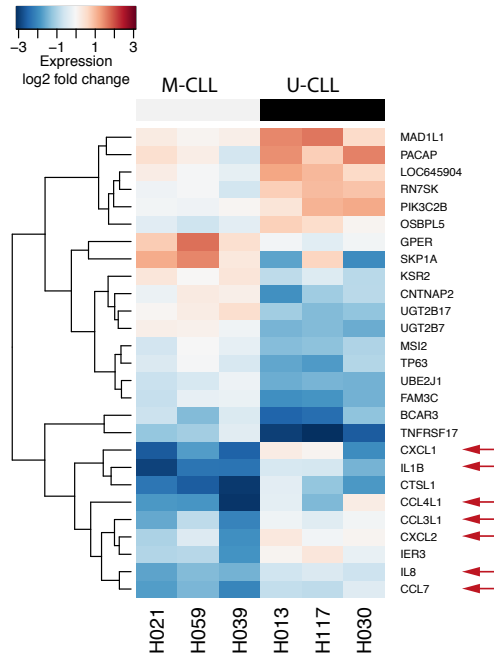 −3 −1 1 3
Expression
log2 fold change
M-CLL U-CLL
MAD1L1
PACAP
LOC645904
RN7SK
PIK3C2B
OSBPL5
GPER
SKP1A
KSR2
CNTNAP2
UGT2B17
UGT2B7
MSI2
TP63
UBE2J1
FAM3C
BCAR3
TNFRSF17
CXCL1
IL1B
CTSL1
CCL4L1
CCL3L1
CXCL2
IER3
IL8
CCL7
H021 H059 H039 H013 H117 H030